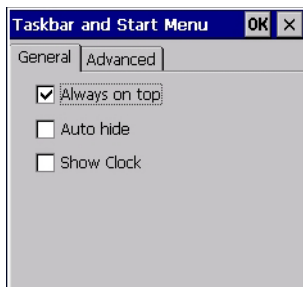 Taskbar and Start Menu OK ×
General Advanced
Always on top
Auto hide
Show Clock